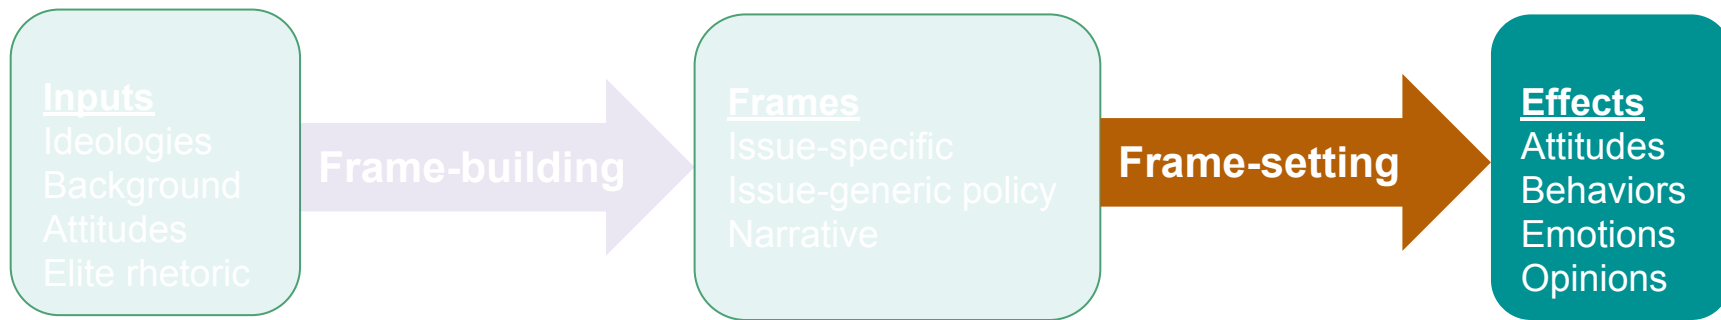 Inputs
Ideologies
Background
Attitudes
Elite rhetoric
Frame-building
Frames
Issue-specific
Issue-generic policy
Narrative
Frame-setting
Effects
Attitudes
Behaviors
Emotions
Opinions